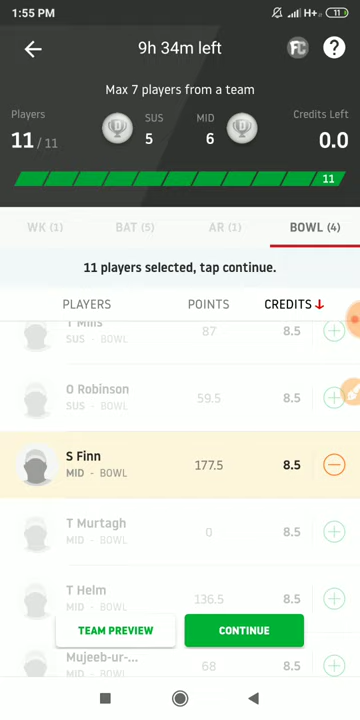 1:55 PM H+ 11
9h 34m left FC ?
Max 7 players from a team
Players SUS MID Credits Left
11 / 11 D 5 6 D 0.0
11
WK (1) BAT (5) AR (1) BOWL (4)
11 players selected, tap continue.
PLAYERS POINTS CREDITS ↓
T Mills 87 8.5
SUS - BOWL
O Robinson 59.5 8.5
SUS - BOWL
S Finn 177.5 8.5
MID - BOWL
T Murtagh 0 8.5
MID - BOWL
T Helm 136.5 8.5
MID - BOWL
TEAM PREVIEW CONTINUE
Mujeeb-ur-... 68 8.5